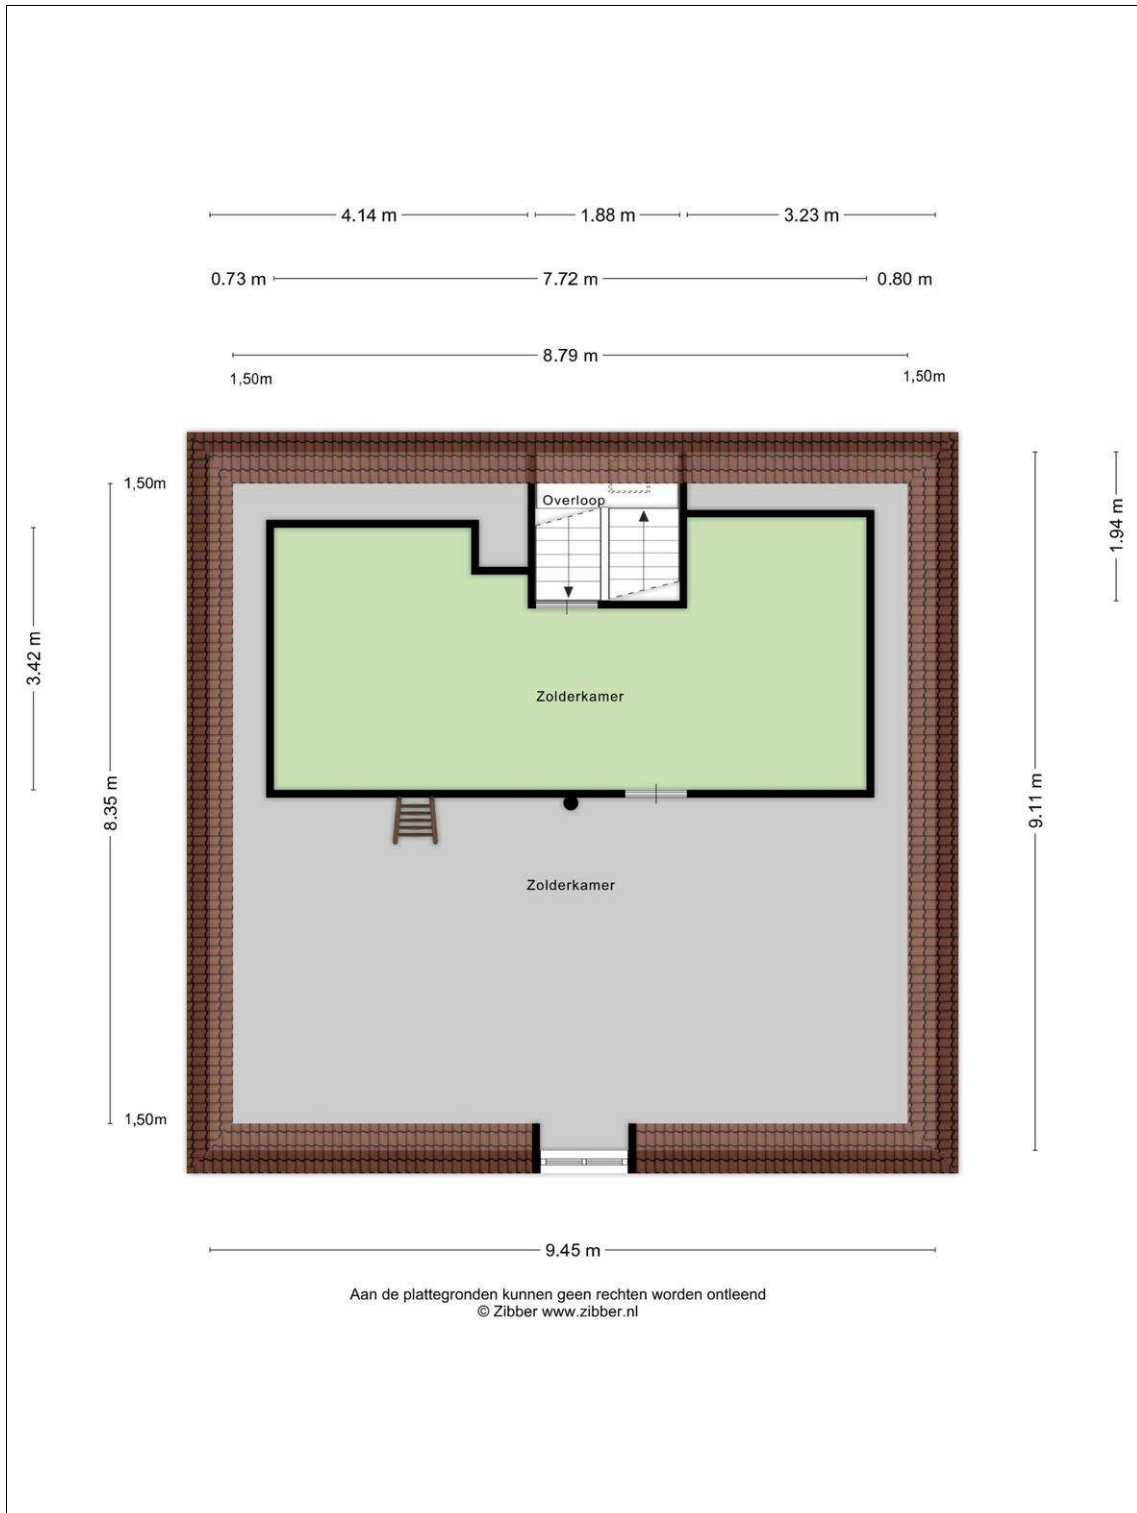 4.14 m 1.88 m 3.23 m
0.73 m 7.72 m 0.80 m
8.79 m
1,50m 1,50m
1,50m
Overloop
1.94 m
3.42 m
Zolderkamer
8.35 m
9.11 m
Zolderkamer
1,50m
9.45 m
Aan de plattegronden kunnen geen rechten worden ontleend
© Zibber www.zibber.nl